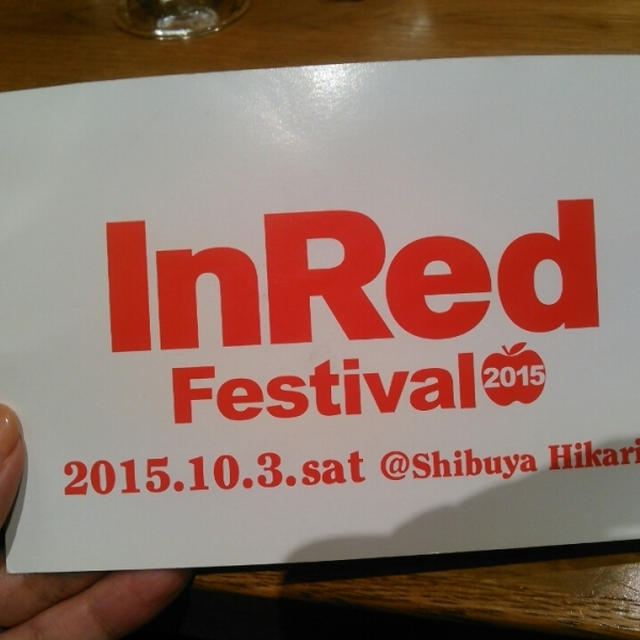 InRed
Festival 2015
2015.10.3.sat @Shibuya Hikari